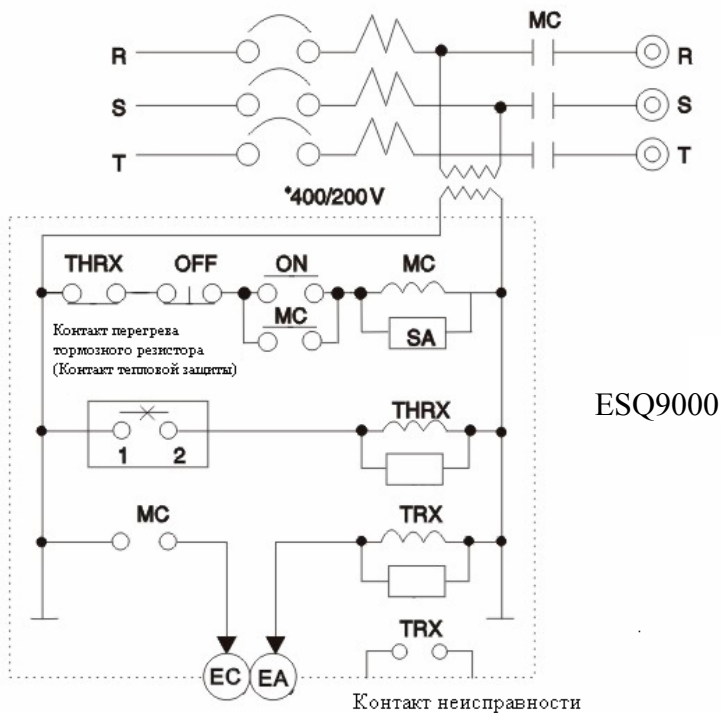 MC
R
R
S
S
T
T
*400/200 V
THRX
OFF
ON
MC
MC
SA
Контакт перегрева
тормозного резистора
(Контакт тепловой защиты)
ESQ9000
THRX
1
2
MC
TRX
TRX
EC
EA
Контакт неисправности